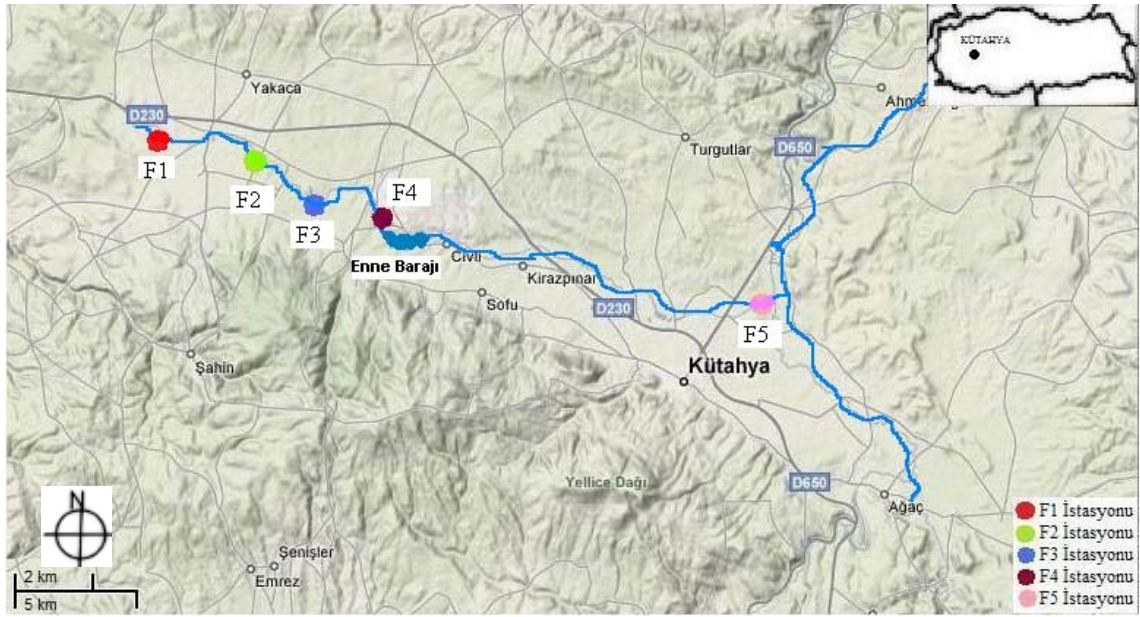 KÜTAHYA
Yakaca
D230
F1
F2
F3
F4
Turgutlar
D650
Enne Barajı
Civli
Kirazpınar
Sofu
D230
F5
Şahin
Kütahya
Yellice Dağı
D650
Ağaç
N
Şenişler
Emrez
2 km
5 km
F1 İstasyonu
F2 İstasyonu
F3 İstasyonu
F4 İstasyonu
F5 İstasyonu